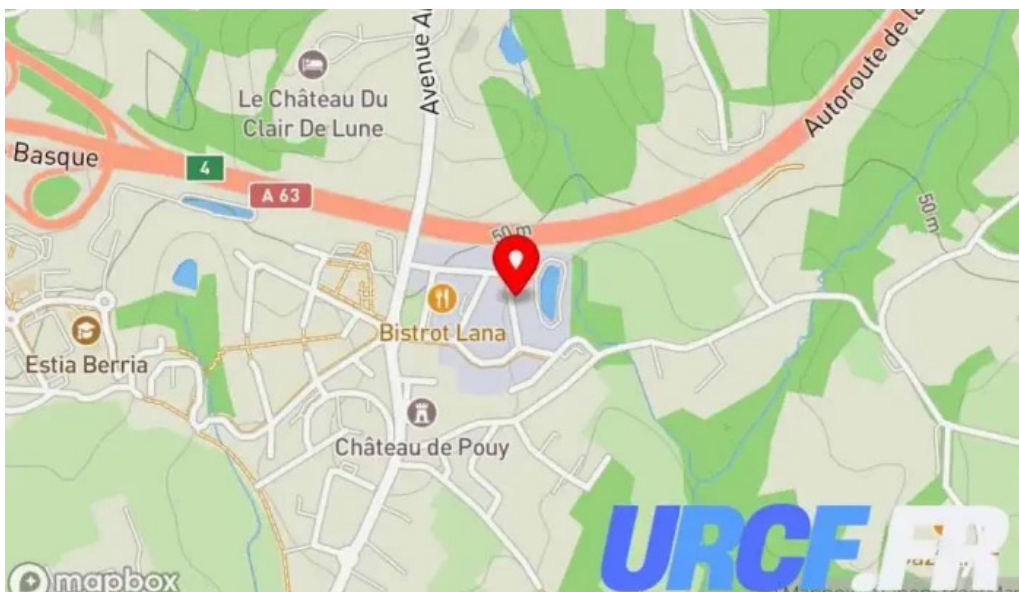 Avenue A
Autoroute de la
Le Château Du
Clair De Lune
Basque
4
A 63
50 m
50 m
Bistrot Lana
Estia Berria
Château de Pouy
URCF.FR
mapbox